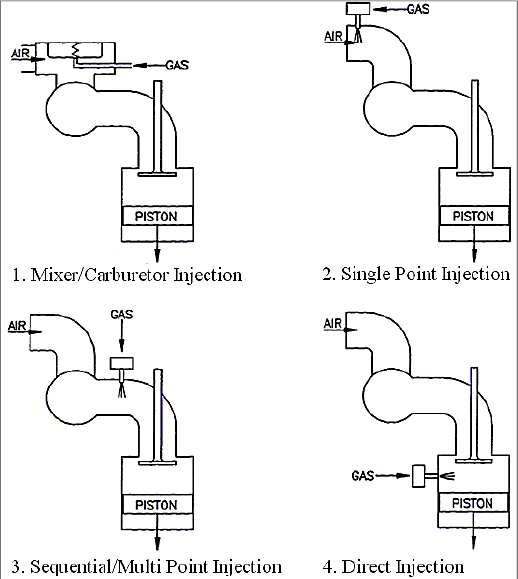 AIR
GAS
PISTON
1. Mixer/Carburetor Injection
GAS
AIR
PISTON
2. Single Point Injection
GAS
AIR
PISTON
3. Sequential/Multi Point Injection
AIR
GAS
PISTON
4. Direct Injection